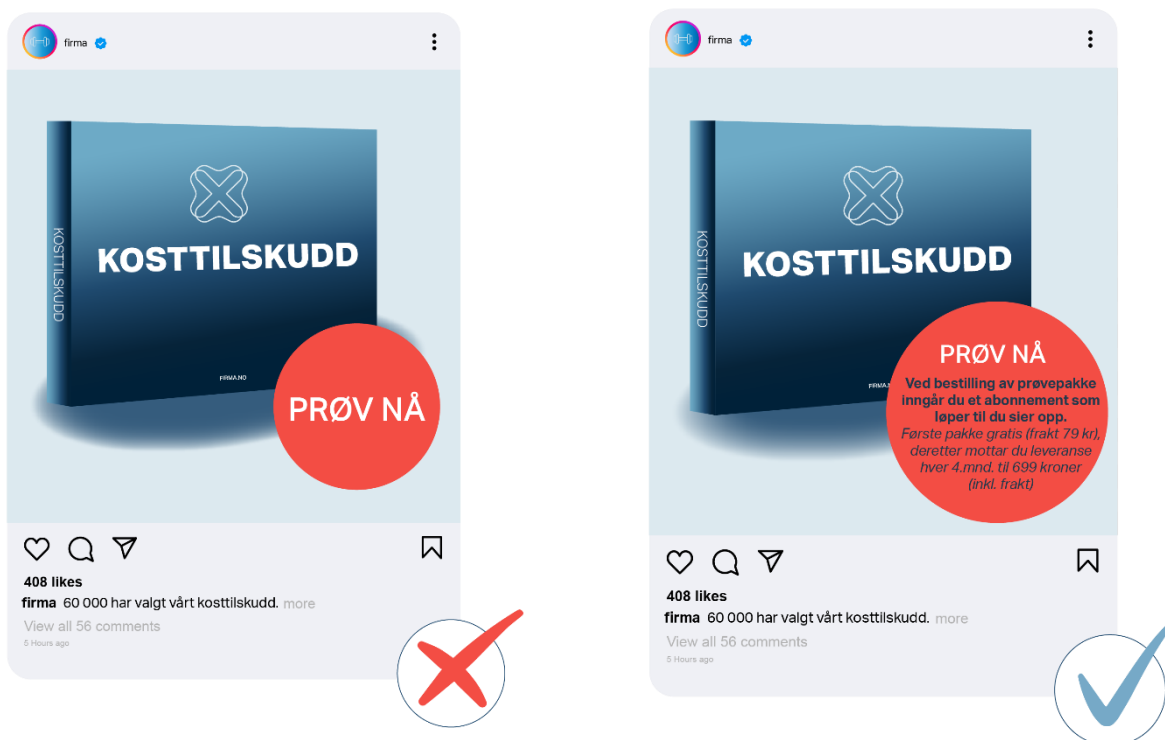 firma
KOSTTILSKUDD
KOSTTILSKUDD
FIRMA.NO
PRØV NÅ
408 likes
firma 60 000 har valgt vårt kosttilskudd. more
View all 56 comments
5 Hours ago
firma
KOSTTILSKUDD
KOSTTILSKUDD
FIRMA
PRØV NÅ
Ved bestilling av prøvepakke
inngår du et abonnement som
løper til du sier opp.
Første pakke gratis (frakt 79 kr),
deretter mottar du leveranse
hver 4.mnd. til 699 kroner
(inkl. frakt)
408 likes
firma 60 000 har valgt vårt kosttilskudd. more
View all 56 comments
5 Hours ago